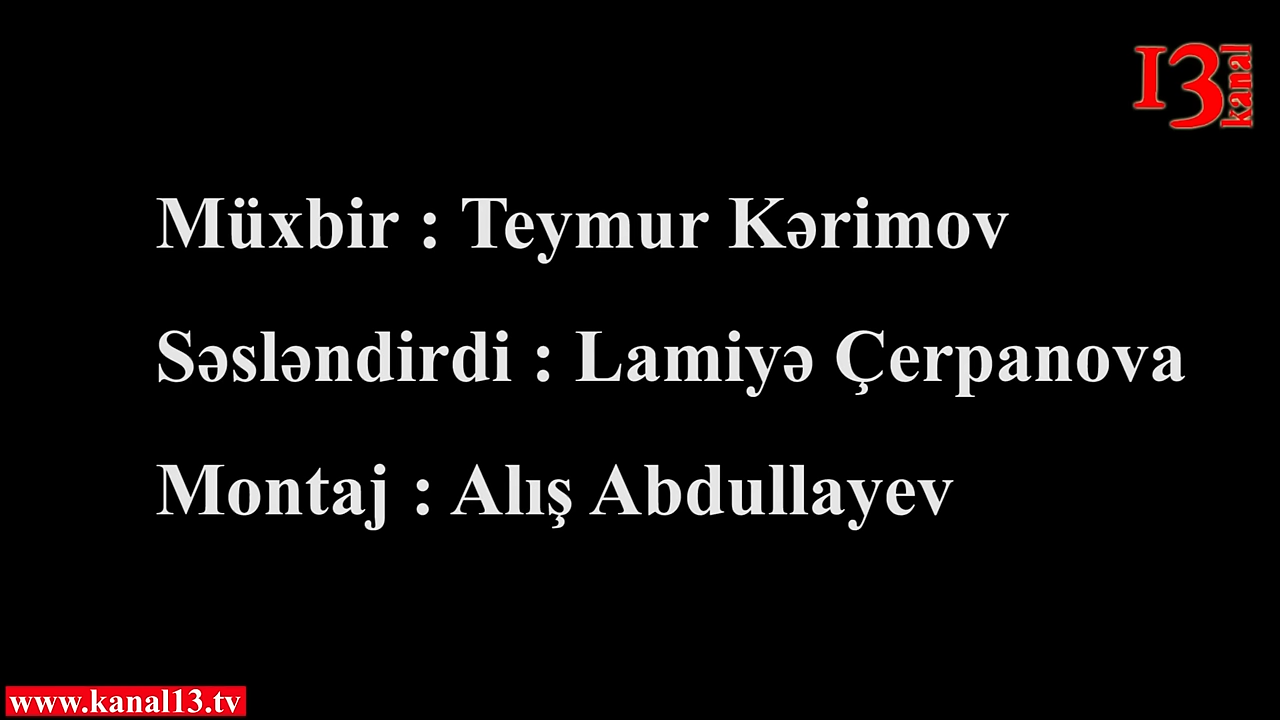 13 kanal
Müxbir : Teymur Kərimov
Səsləndirdi : Lamiyə Çerpanova
Montaj : Alış Abdullayev
www.kanal13.tv